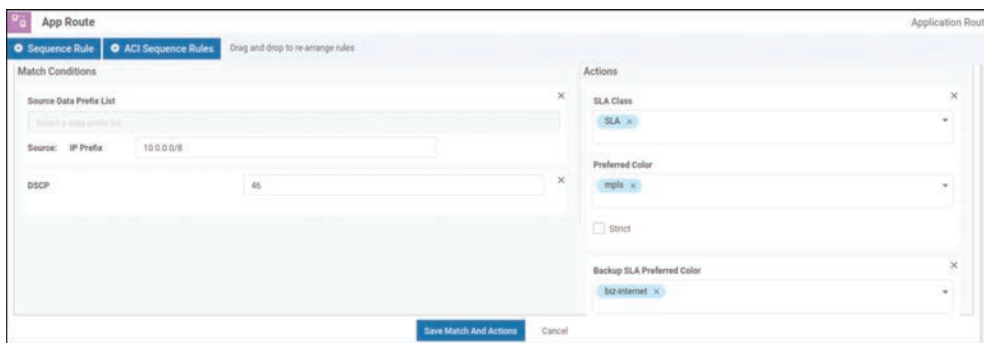 App Route
Application Rout
Sequence Rule
ACI Sequence Rules
Drag and drop to re-arrange rules
Match Conditions
Actions
Source Data Prefix List
Select a data prefix list
Source: IP Prefix
10.0.0.0/8
DSCP
46
SLA Class
SLA ×
Preferred Color
mpls ×
Strict
Backup SLA Preferred Color
biz-internet ×
Save Match And Actions
Cancel